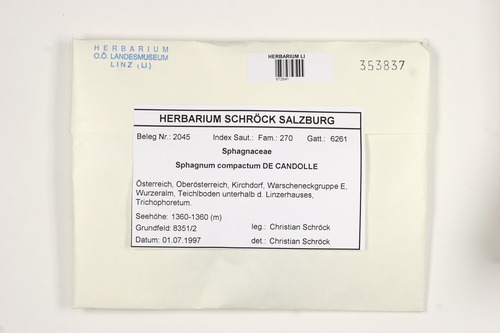 HERBARIUM
O.Ö. LANDESMUSEUM
LINZ (LI)
HERBARIUM LI
353837
HERBARIUM SCHRÖCK SALZBURG
Beleg Nr.: 2045 Index Saut.: Fam.: 270 Gatt.: 6261
Sphagnaceae
Sphagnum compactum DE CANDOLLE
Österreich, Oberösterreich, Kirchdorf, Warscheneckgruppe E,
Wurzeralm, Teichlboden unterhalb d. Linzerhauses,
Trichophoretum.
Seehöhe: 1360-1360 (m)
Grundfeld: 8351/2 leg.: Christian Schröck
Datum: 01.07.1997 det.: Christian Schröck